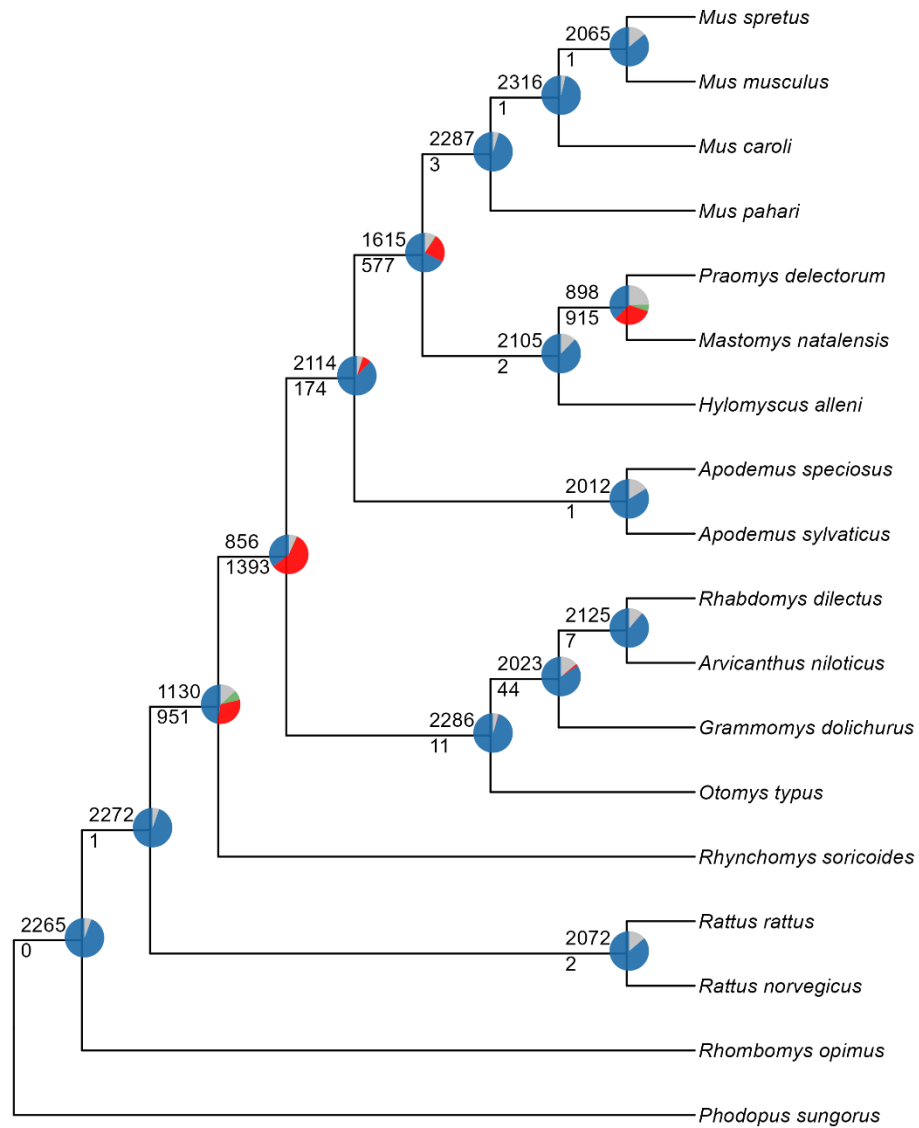 Mus spretus
2065
1
Mus musculus
2316
1
Mus caroli
2287
3
Mus pahari
1615
577
Praomys delectorum
898
915
Mastomys natalensis
2105
2
Hylomyscus alleni
2114
174
Apodemus speciosus
2012
1
Apodemus sylvaticus
856
1393
Rhabdomys dilectus
2125
7
Arvicanthus niloticus
2023
44
Grammomys dolichurus
2286
11
Otomys typus
1130
951
Rhynchomys soricoides
2272
1
Rattus rattus
2265
0
2072
2
Rattus norvegicus
Rhombomys opimus
Phodopus sungorus